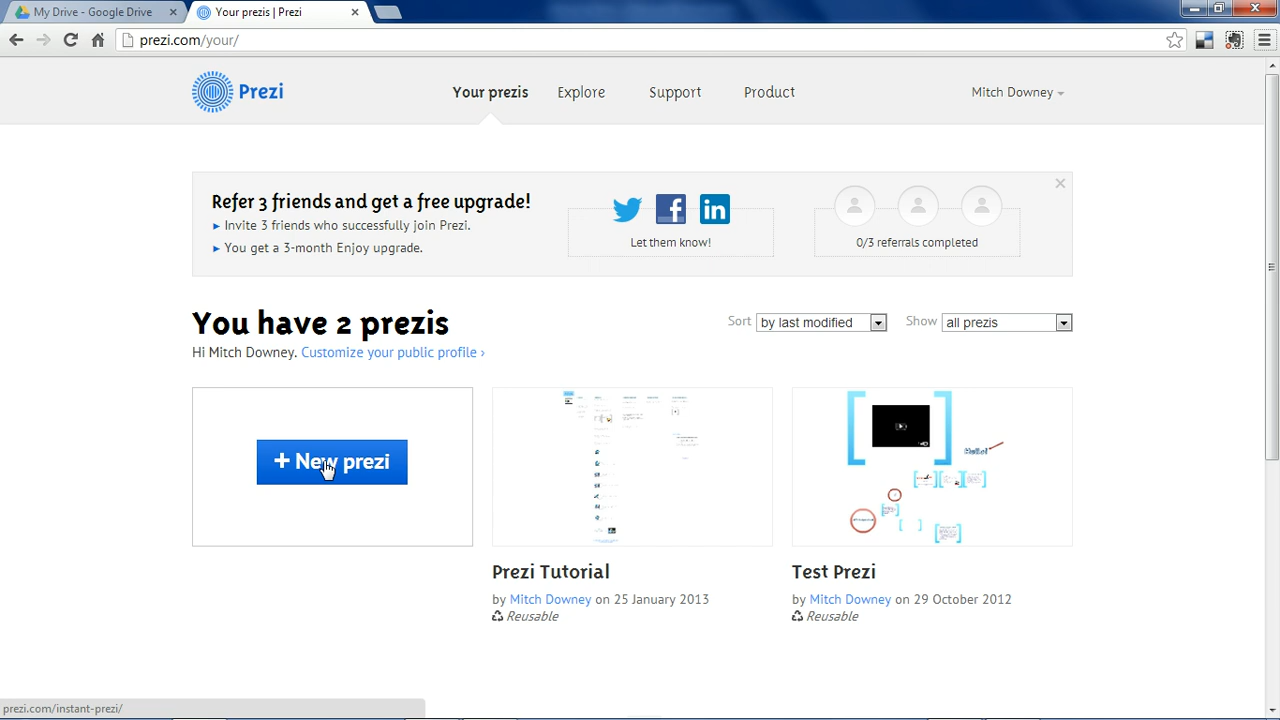 My Drive - Google Drive
Your prezis | Prezi
prezi.com/your/
Prezi
Your prezis
Explore
Support
Product
Mitch Downey
Refer 3 friends and get a free upgrade!
Invite 3 friends who successfully join Prezi.
You get a 3-month Enjoy upgrade.
Let them know!
0/3 referrals completed
You have 2 prezis
Sort by last modified
Show all prezis
Hi Mitch Downey. Customize your public profile ›
+ New prezi
Hello!
Prezi Tutorial
Test Prezi
by Mitch Downey on 25 January 2013
by Mitch Downey on 29 October 2012
Reusable
Reusable
prezi.com/instant-prezi/